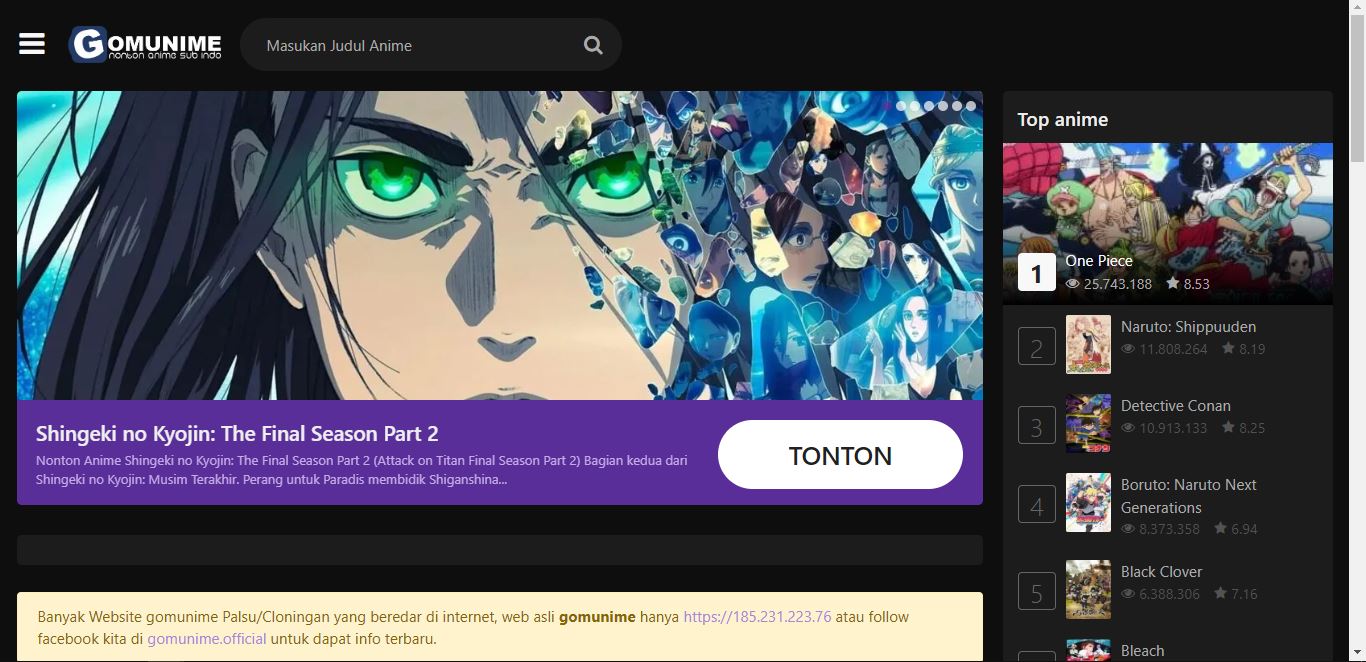 GOMUNIME
nonton anime sub indo
Masukan Judul Anime
Shingeki no Kyojin: The Final Season Part 2
Nonton Anime Shingeki no Kyojin: The Final Season Part 2 (Attack on Titan Final Season Part 2) Bagian kedua dari
Shingeki no Kyojin: Musim Terakhir. Perang untuk Paradis membidik Shiganshina...
TONTON
Banyak Website gomunime Palsu/Cloningan yang beredar di internet, web asli gomunime hanya https://185.231.223.76 atau follow
facebook kita di gomunime.official untuk dapat info terbaru.
Top anime
1
One Piece
25.743.188 8.53
2
Naruto: Shippuuden
11.808.264 8.19
3
Detective Conan
10.913.133 8.25
4
Boruto: Naruto Next
Generations
8.373.358 6.94
5
Black Clover
6.388.306 7.16
Bleach